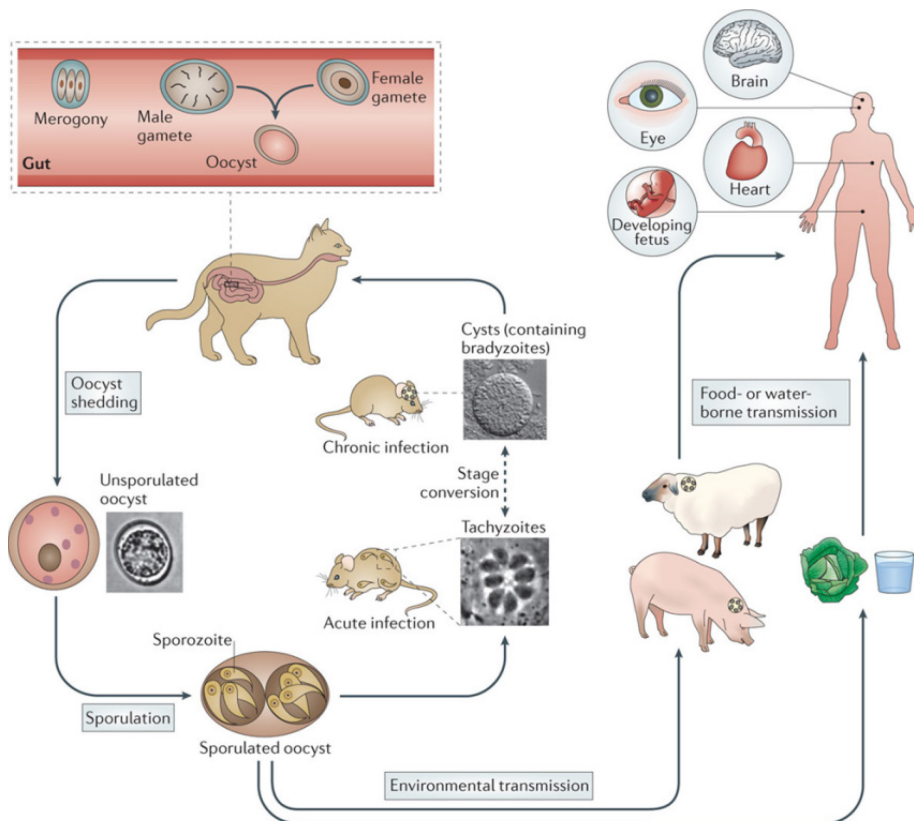 Merogony
Male
gamete
Female
gamete
Oocyst
Gut
Brain
Eye
Heart
Developing
fetus
Cysts (containing
bradyzoites)
Oocyst
shedding
Chronic infection
Food- or water-
borne transmission
Stage
conversion
Unsporulated
oocyst
Tachyzoites
Acute infection
Sporozoite
Sporulation
Sporulated oocyst
Environmental transmission